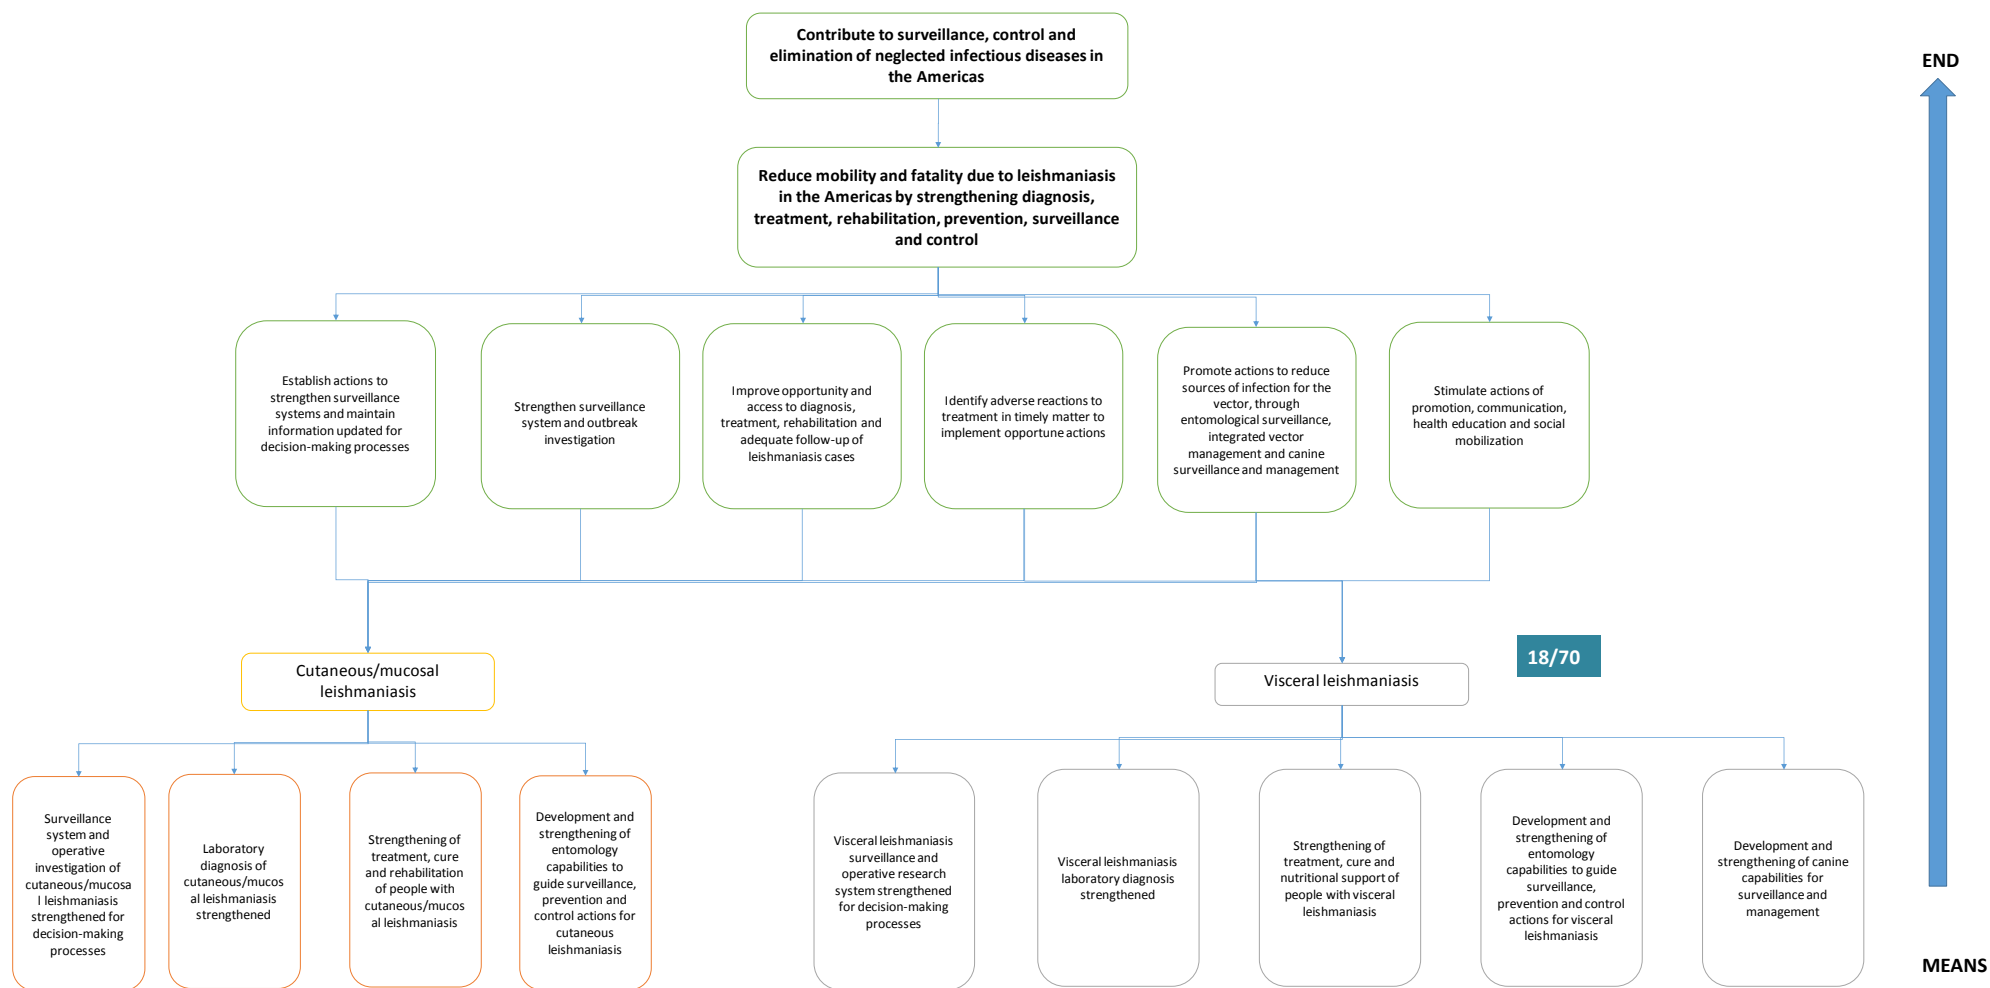 Contribute to surveillance, control and
elimination of neglected infectious diseases in
the Americas
END
Reduce mobility and fatality due to leishmaniasis
in the Americas by strengthening diagnosis,
treatment, rehabilitation, prevention, surveillance
and control
Establish actions to
strengthen surveillance
systems and maintain
information updated for
decision-making processes
Strengthen surveillance
system and outbreak
investigation
Improve opportunity and
access to diagnosis,
treatment, rehabilitation and
adequate follow-up of
leishmaniasis cases
Identify adverse reactions to
treatment in timely matter to
implement opportune actions
Promote actions to reduce
sources of infection for the
vector, through
entomological surveillance,
integrated vector
management and canine
surveillance and management
Stimulate actions of
promotion, communication,
health education and social
mobilization
Cutaneous/mucosal
leishmaniasis
Visceral leishmaniasis
18/70
Surveillance
system and
operative
investigation of
cutaneous/mucosa
l leishmaniasis
strengthened for
decision-making
processes
Laboratory
diagnosis of
cutaneous/mucos
al leishmaniasis
strengthened
Strengthening of
treatment, cure
and rehabilitation
of people with
cutaneous/mucos
al leishmaniasis
Development and
strengthening of
entomology
capabilities to
guide surveillance,
prevention and
control actions for
cutaneous
leishmaniasis
Visceral leishmaniasis
surveillance and
operative research
system strengthened
for decision-making
processes
Visceral leishmaniasis
laboratory diagnosis
strengthened
Strengthening of
treatment, cure and
nutritional support of
people with visceral
leishmaniasis
Development and
strengthening of
entomology
capabilities to guide
surveillance,
prevention and control
actions for visceral
leishmaniasis
Development and
strengthening of canine
capabilities for
surveillance and
management
MEANS